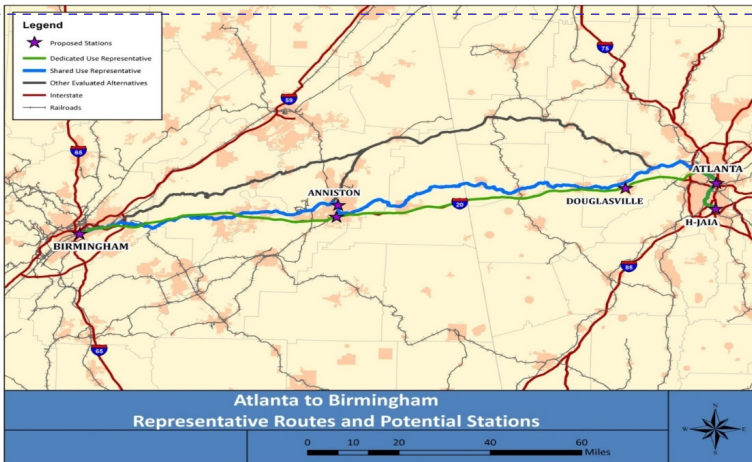 Legend
Proposed Stations
Dedicated Use Representative
Shared Use Representative
Other Evaluated Alternatives
Interstate
Railroads
75
59
65
ATLANTA
ANNISTON
DOUGLASVILLE
20
H-JAIA
BIRMINGHAM
85
65
Atlanta to Birmingham
Representative Routes and Potential Stations
0 10 20 40 60
Miles
N
W E
S